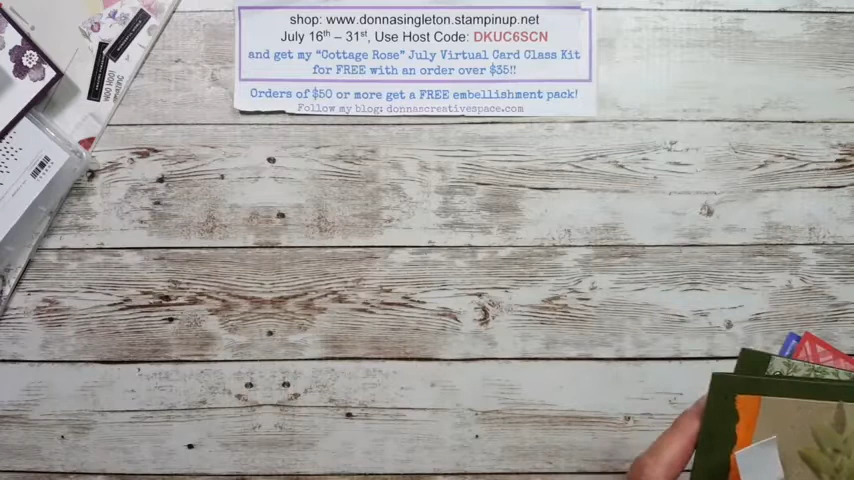 shop: www.donnasingleton.stampinup.net
July 16th – 31st, Use Host Code: DKUC6SCN
and get my “Cottage Rose” July Virtual Card Class Kit
for FREE with an order over $35!!
Orders of $50 or more get a FREE embellishment pack!
Follow my blog: donnascreativespace.com